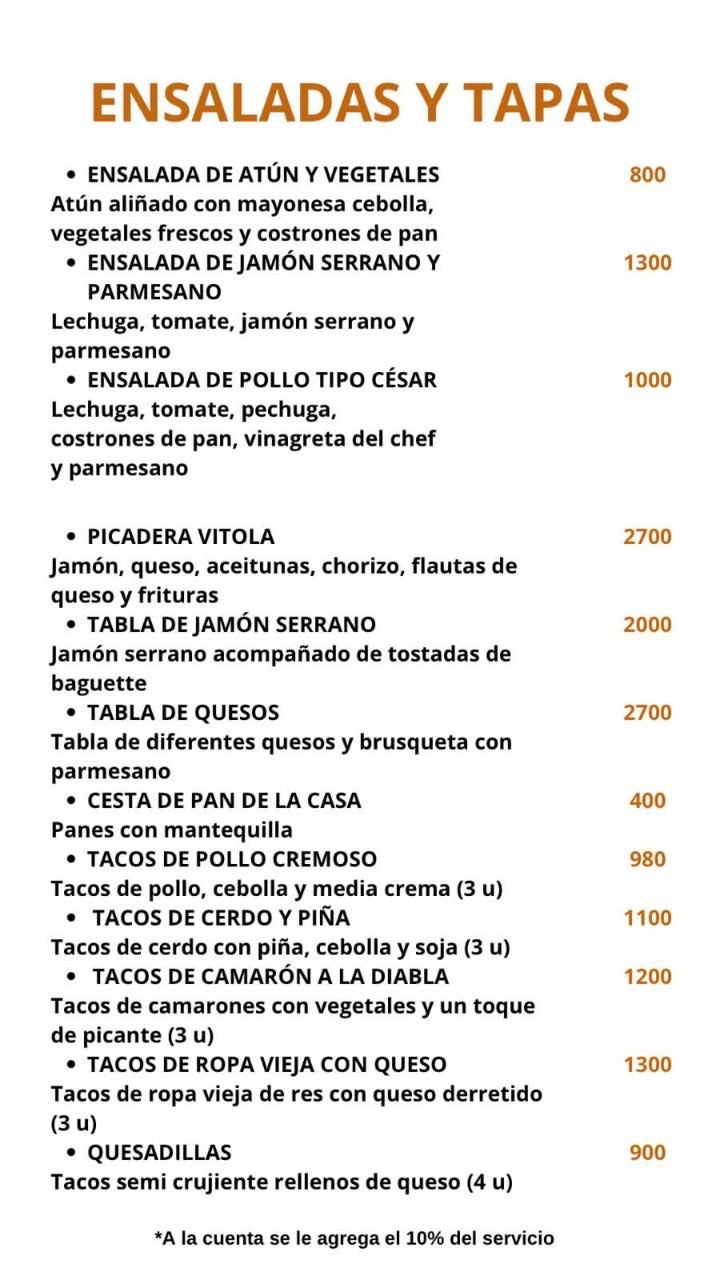 ENSALADAS Y TAPAS
• ENSALADA DE ATÚN Y VEGETALES 800
Atún aliñado con mayonesa cebolla,
vegetales frescos y costrones de pan
• ENSALADA DE JAMÓN SERRANO Y 1300
PARMESANO
Lechuga, tomate, jamón serrano y
parmesano
• ENSALADA DE POLLO TIPO CÉSAR 1000
Lechuga, tomate, pechuga,
costrones de pan, vinagreta del chef
y parmesano
• PICADERA VITOLA 2700
Jamón, queso, aceitunas, chorizo, flautas de
queso y frituras
• TABLA DE JAMÓN SERRANO 2000
Jamón serrano acompañado de tostadas de
baguette
• TABLA DE QUESOS 2700
Tabla de diferentes quesos y brusqueta con
parmesano
• CESTA DE PAN DE LA CASA 400
Panes con mantequilla
• TACOS DE POLLO CREMOSO 980
Tacos de pollo, cebolla y media crema (3 u)
• TACOS DE CERDO Y PIÑA 1100
Tacos de cerdo con piña, cebolla y soja (3 u)
• TACOS DE CAMARÓN A LA DIABLA 1200
Tacos de camarones con vegetales y un toque
de picante (3 u)
• TACOS DE ROPA VIEJA CON QUESO 1300
Tacos de ropa vieja de res con queso derretido
(3 u)
• QUESADILLAS 900
Tacos semi crujiente rellenos de queso (4 u)
*A la cuenta se le agrega el 10% del servicio